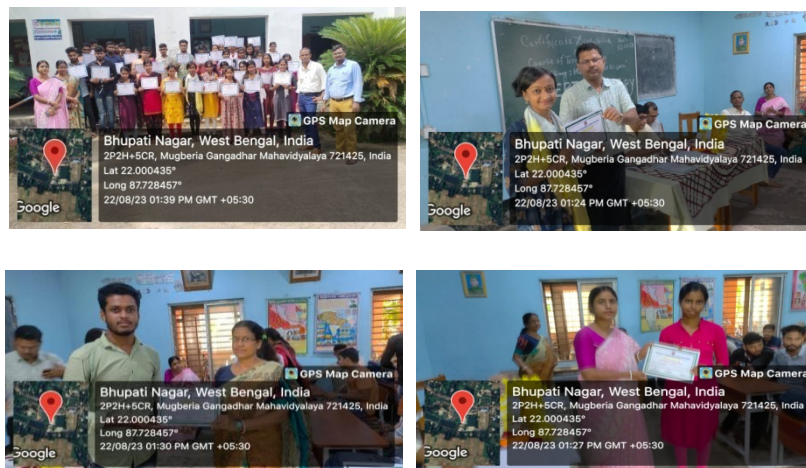 GPS Map Camera
Bhupati Nagar, West Bengal, India
2P2H+5CR, Mugberia Gangadhar Mahavidyalaya 721425, India
Lat 22.000435°
Long 87.728457°
22/08/23 01:39 PM GMT +05:30
Google
Certificate
Course of
GPS Map Camera
Bhupati Nagar, West Bengal, India
2P2H+5CR, Mugberia Gangadhar Mahavidyalaya 721425, India
Lat 22.000435°
Long 87.728457°
22/08/23 01:24 PM GMT +05:30
Google
GPS Map Camera
Bhupati Nagar, West Bengal, India
2P2H+5CR, Mugberia Gangadhar Mahavidyalaya 721425, India
Lat 22.000435°
Long 87.728457°
22/08/23 01:30 PM GMT +05:30
Google
GPS Map Camera
Bhupati Nagar, West Bengal, India
2P2H+5CR, Mugberia Gangadhar Mahavidyalaya 721425, India
Lat 22.000435°
Long 87.728457°
22/08/23 01:27 PM GMT +05:30
Google